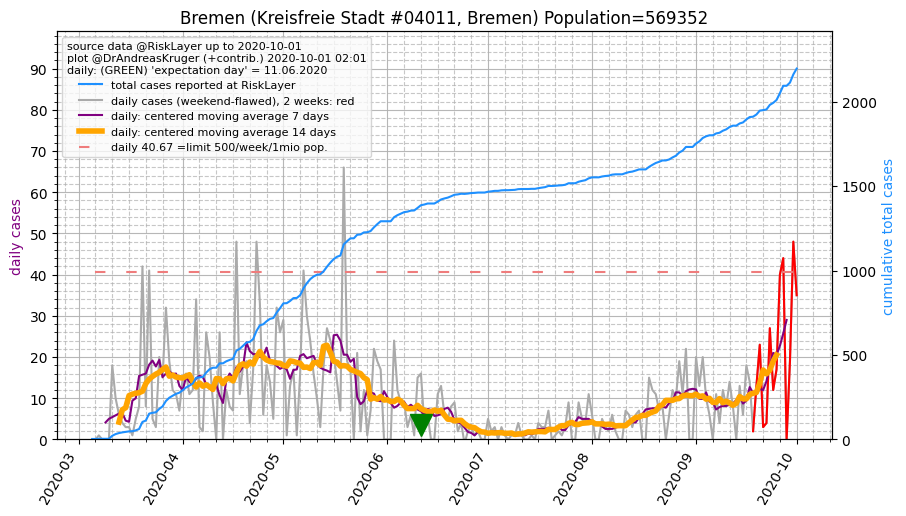 Bremen (Kreisfreie Stadt #04011, Bremen) Population=569352
source data @RiskLayer up to 2020-10-01
plot @DrAndreasKruger (+contrib.) 2020-10-01 02:01
daily: (GREEN) 'expectation day' = 11.06.2020
total cases reported at RiskLayer
daily cases (weekend-flawed), 2 weeks: red
daily: centered moving average 7 days
daily: centered moving average 14 days
daily 40.67 =limit 500/week/1mio pop.
daily cases
90
80
70
60
50
40
30
20
10
0
cumulative total cases
2000
1500
1000
500
0
2020-03
2020-04
2020-05
2020-06
2020-07
2020-08
2020-09
2020-10